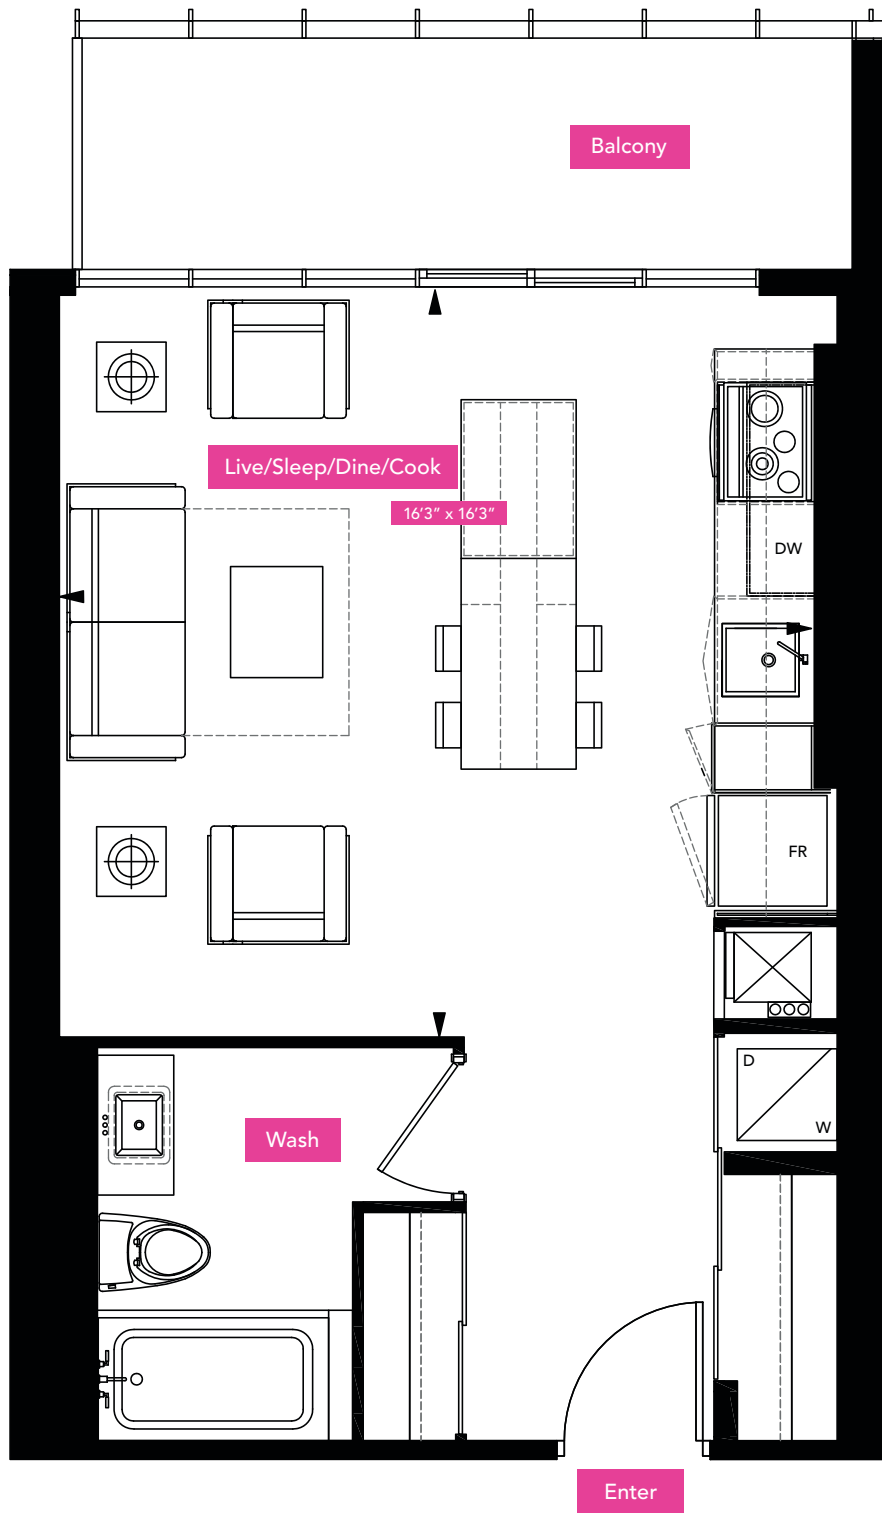 Balcony
Live/Sleep/Dine/Cook
16’3” x 16’3”
DW
FR
D
W
Wash
Enter